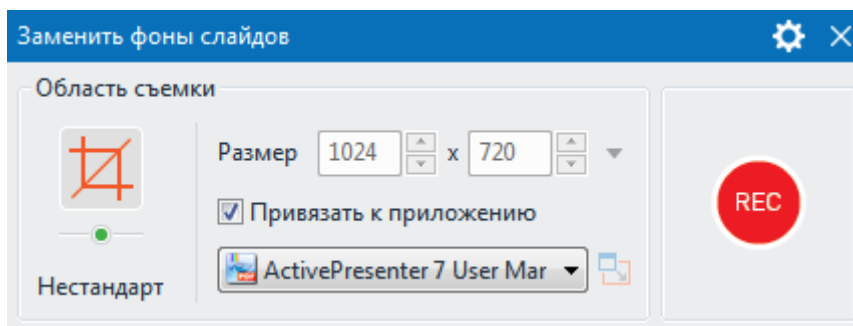 Заменить фоны слайдов
Область съемки
Размер 1024 x 720
Привязать к приложению
ActivePresenter 7 User Mar
Нестандарт
REC